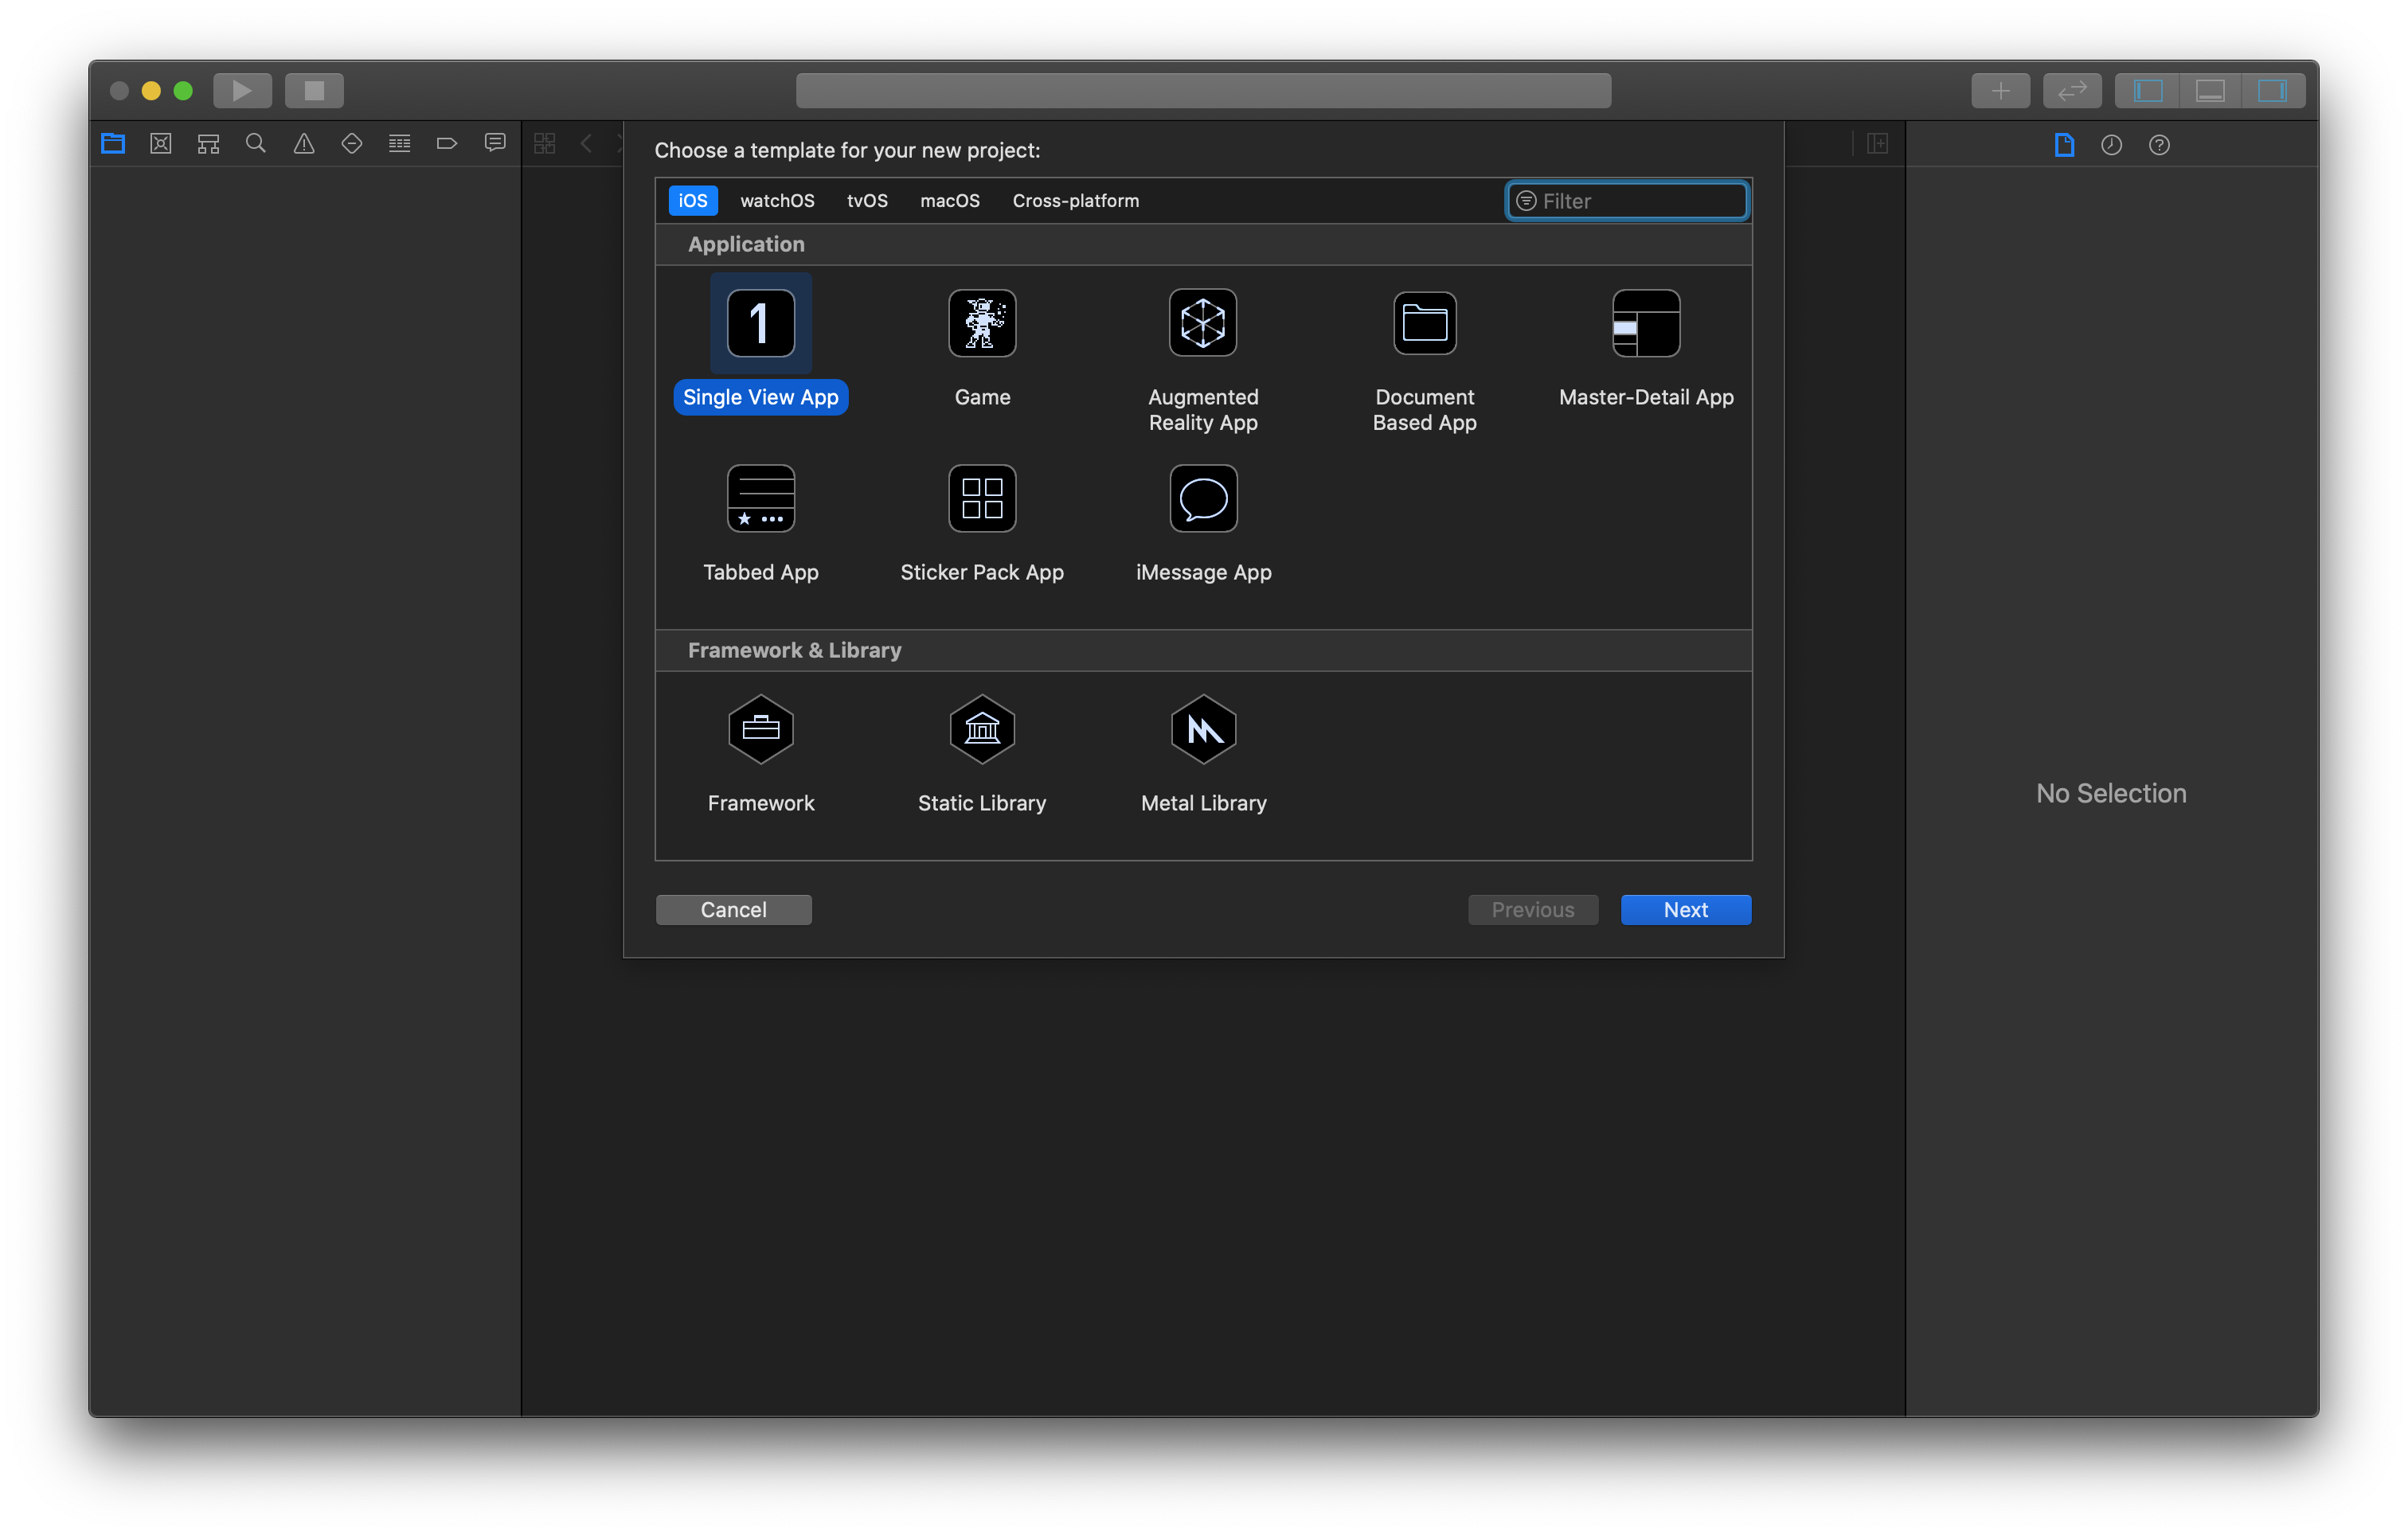 Choose a template for your new project:
iOS watchOS tvOS macOS Cross-platform Filter
Application
1
Single View App Game Augmented Reality App Document Based App Master-Detail App
Tabbed App Sticker Pack App iMessage App
Framework & Library
Framework Static Library Metal Library
No Selection
Cancel Previous Next